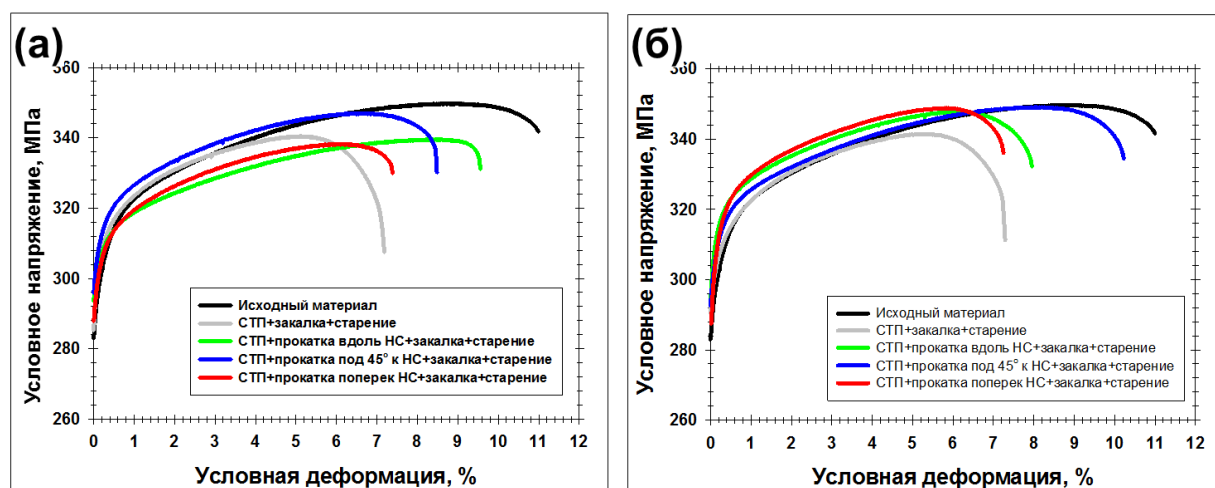 (а)
Условное напряжение, МПа
360
340
320
300
280
260
Исходный материал
СТП+закалка+старение
СТП+прокатка вдоль НС+закалка+старение
СТП+прокатка под 45° к НС+закалка+старение
СТП+прокатка поперек НС+закалка+старение
0 1 2 3 4 5 6 7 8 9 10 11 12
Условная деформация, %
(б)
Условное напряжение, МПа
360
340
320
300
280
260
Исходный материал
СТП+закалка+старение
СТП+прокатка вдоль НС+закалка+старение
СТП+прокатка под 45° к НС+закалка+старение
СТП+прокатка поперек НС+закалка+старение
0 1 2 3 4 5 6 7 8 9 10 11 12
Условная деформация, %